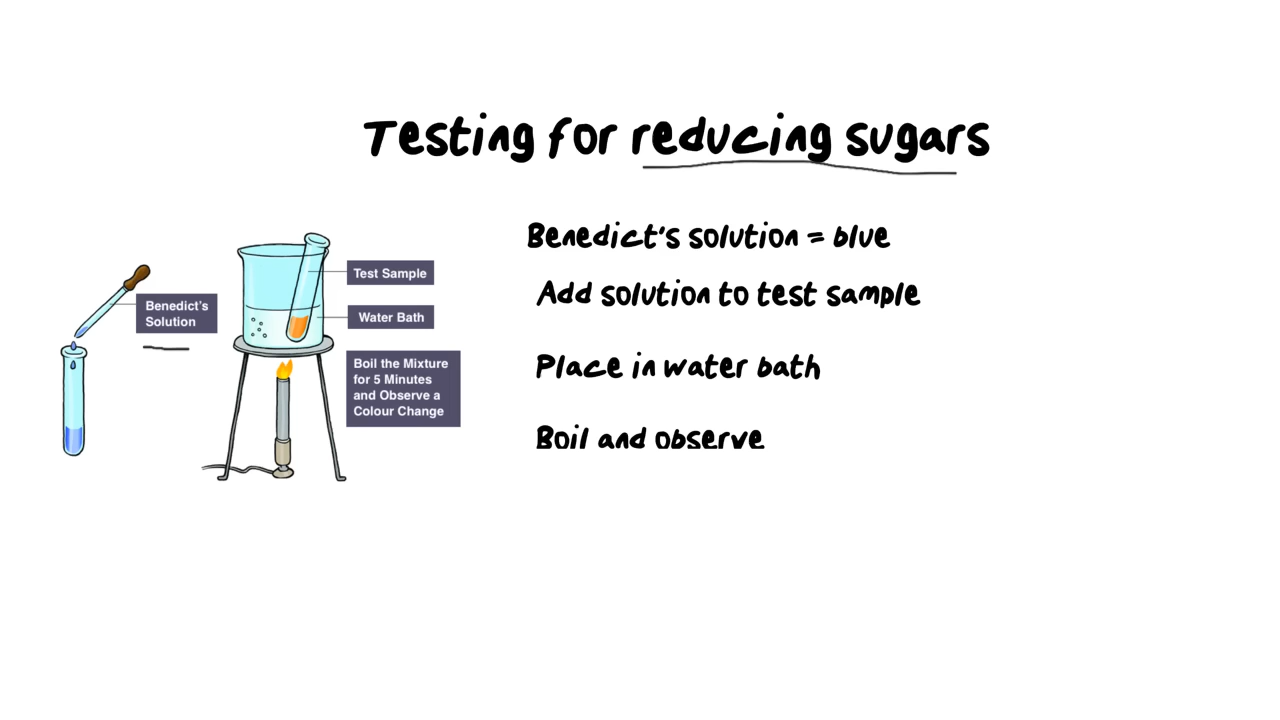 Testing for reducing sugars
Benedict's
Solution
Test Sample
Water Bath
Boil the Mixture
for 5 Minutes
and Observe a
Colour Change
Benedict's solution = blue
Add solution to test sample
Place in water bath
Boil and observe